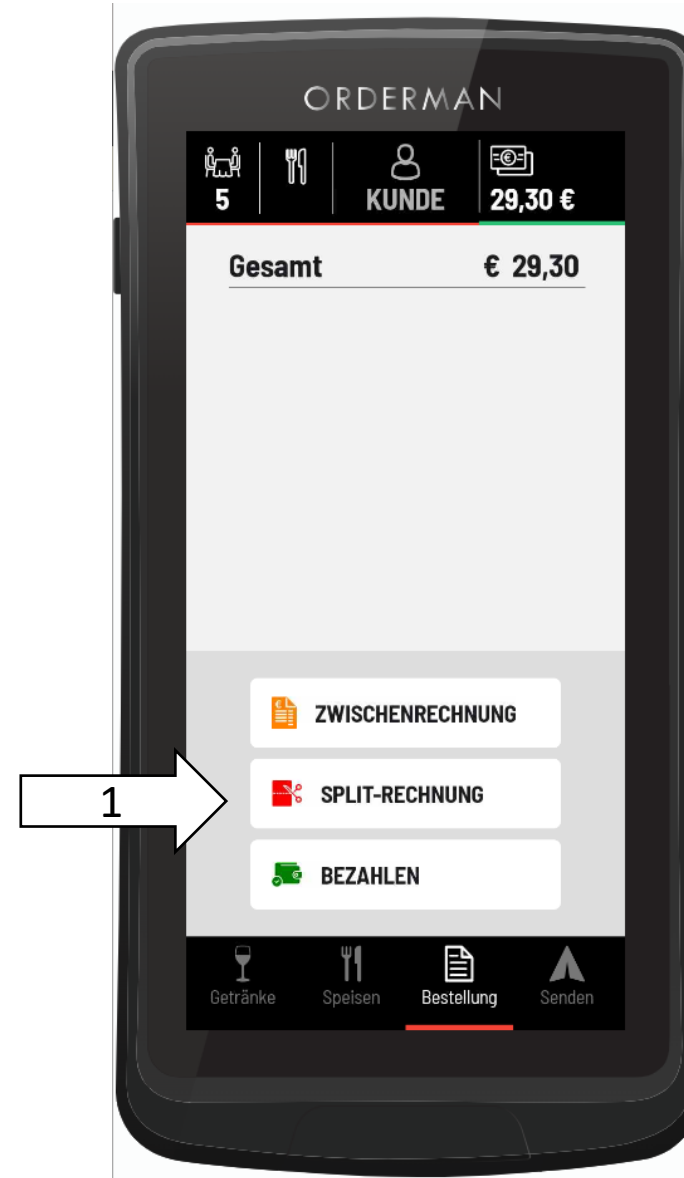 ORDERMAN
5 KUNDE 29,30 €
Gesamt € 29,30
ZWISCHENRECHNUNG
1 SPLIT-RECHNUNG
BEZAHLEN
Getränke Speisen Bestellung Senden